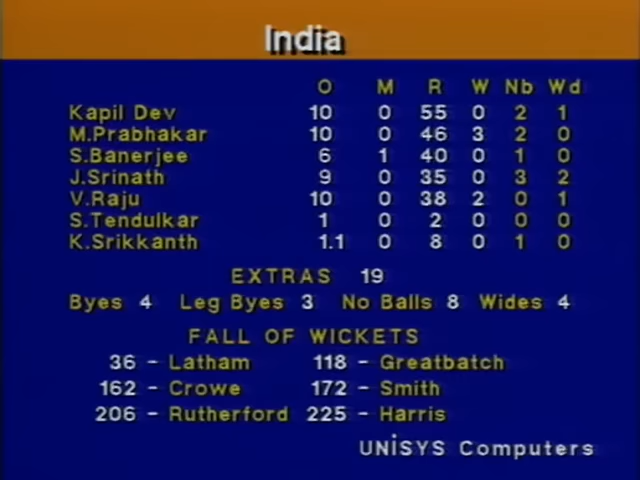 India
O M R W Nb Wd
Kapil Dev 10 0 55 0 2 1
M.Prabhakar 10 0 46 3 2 0
S.Banerjee 6 1 40 0 1 0
J.Srinath 9 0 35 0 3 2
V.Raju 10 0 38 2 0 1
S.Tendulkar 1 0 2 0 0 0
K.Srikkanth 1.1 0 8 0 1 0
EXTRAS 19
Byes 4 Leg Byes 3 No Balls 8 Wides 4
FALL OF WICKETS
36 - Latham 118 - Greatbatch
162 - Crowe 172 - Smith
206 - Rutherford 225 - Harris
UNiSYS Computers